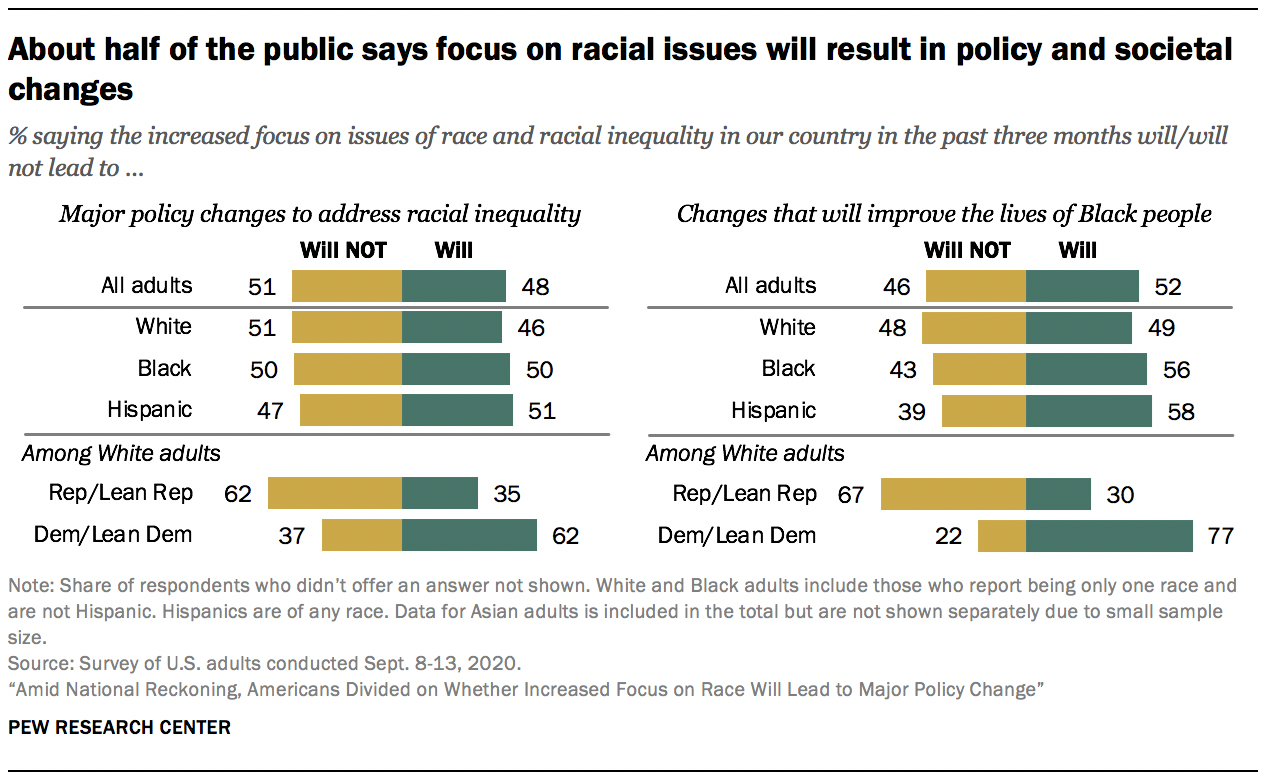 About half of the public says focus on racial issues will result in policy and societal
changes
% saying the increased focus on issues of race and racial inequality in our country in the past three months will/will
not lead to ...
Major policy changes to address racial inequality
Will NOT Will
All adults 51 48
White 51 46
Black 50 50
Hispanic 47 51
Among White adults
Rep/Lean Rep 62 35
Dem/Lean Dem 37 62
Changes that will improve the lives of Black people
Will NOT Will
All adults 46 52
White 48 49
Black 43 56
Hispanic 39 58
Among White adults
Rep/Lean Rep 67 30
Dem/Lean Dem 22 77
Note: Share of respondents who didn’t offer an answer not shown. White and Black adults include those who report being only one race and
are not Hispanic. Hispanics are of any race. Data for Asian adults is included in the total but are not shown separately due to small sample
size.
Source: Survey of U.S. adults conducted Sept. 8-13, 2020.
“Amid National Reckoning, Americans Divided on Whether Increased Focus on Race Will Lead to Major Policy Change”
PEW RESEARCH CENTER